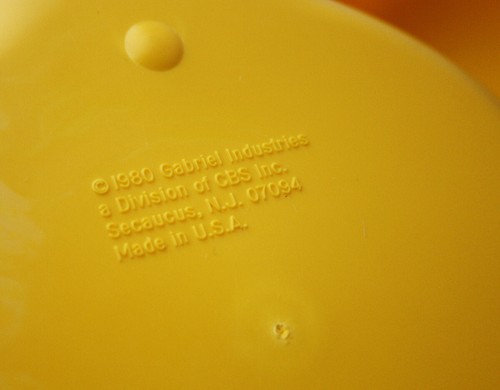 © 1980 Gabriel Industries
a Division of CBS Inc.
Secaucus, N.J. 07094
Made in U.S.A.